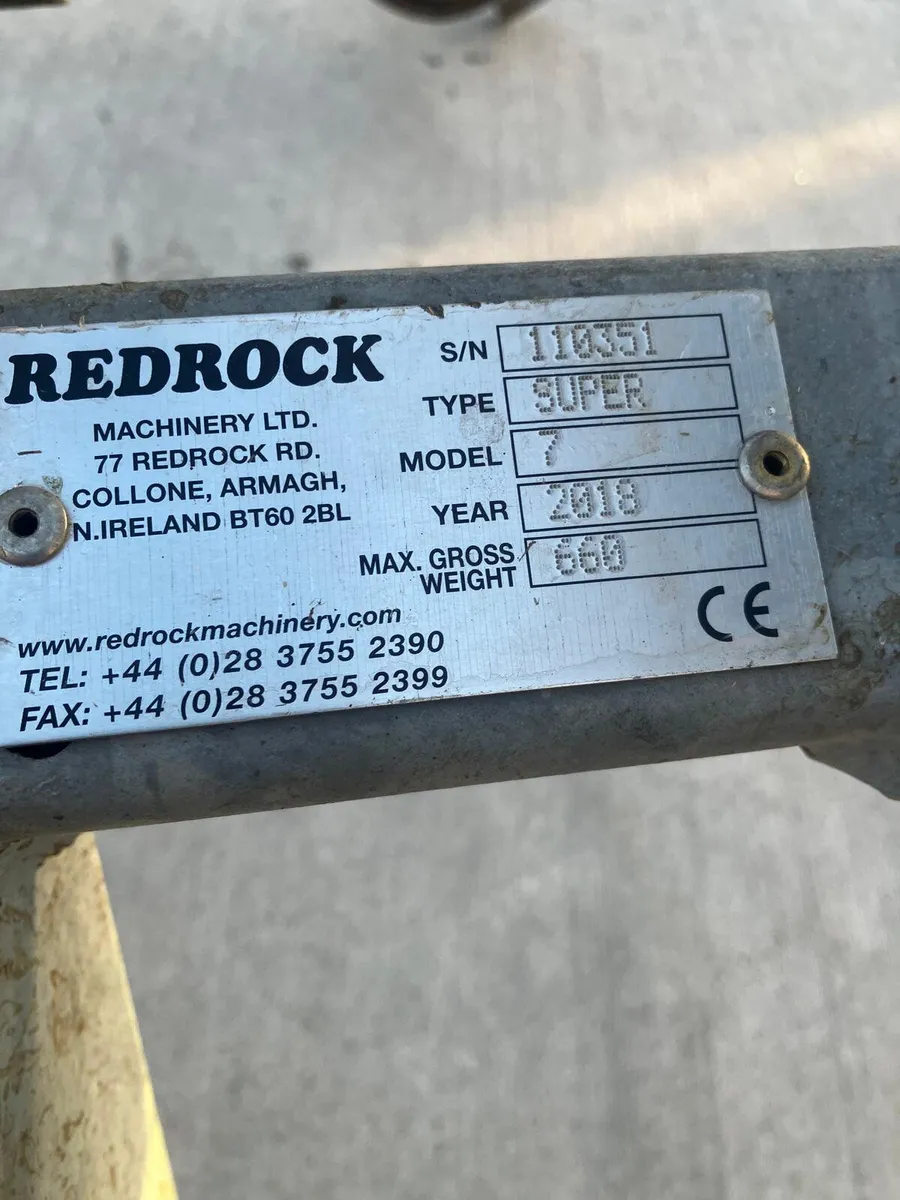 REDROCK
MACHINERY LTD.
77 REDROCK RD.
COLLONE, ARMAGH,
N.IRELAND BT60 2BL
S/N 110351
TYPE SUPER
MODEL 7
YEAR 2018
MAX. GROSS
WEIGHT 660
www.redrockmachinery.com
TEL: +44 (0)28 3755 2390
FAX: +44 (0)28 3755 2399
CE